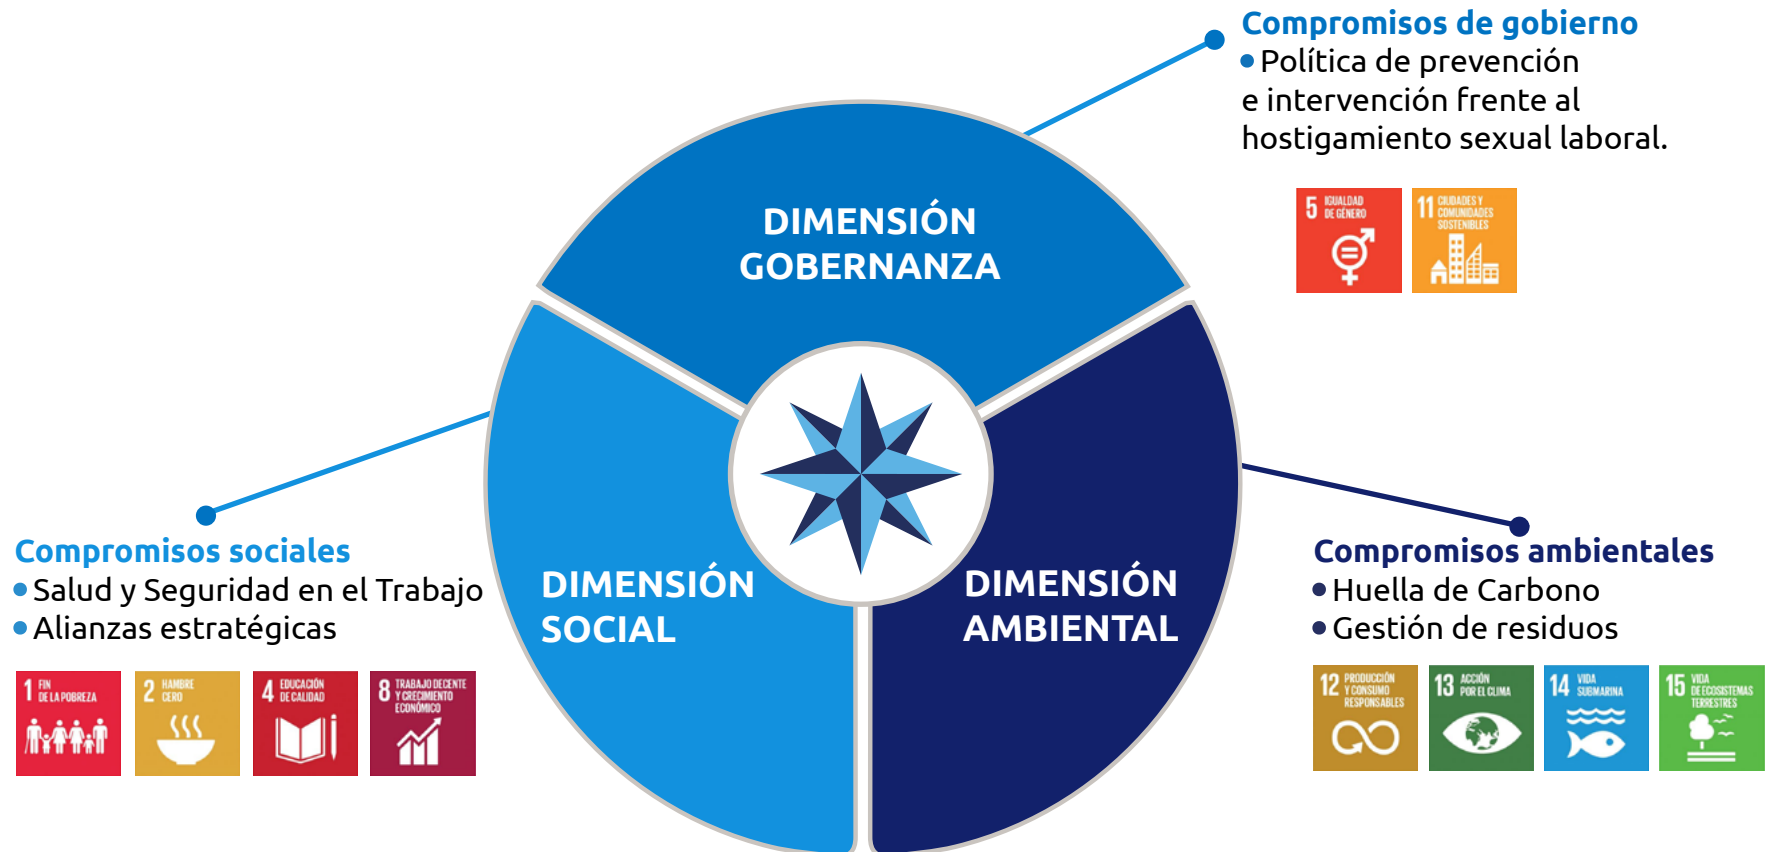 Compromisos de gobierno
• Política de prevención
e intervención frente al
hostigamiento sexual laboral.
5 IGUALDAD
DE GÉNERO
11 CIUDADES Y
COMUNIDADES
SOSTENIBLES
DIMENSIÓN
GOBERNANZA
DIMENSIÓN
SOCIAL
DIMENSIÓN
AMBIENTAL
Compromisos sociales
• Salud y Seguridad en el Trabajo
• Alianzas estratégicas
1 FIN
DE LA POBREZA
2 HAMBRE
CERO
4 EDUCACIÓN
DE CALIDAD
8 TRABAJO DECENTE
Y CRECIMIENTO
ECONÓMICO
Compromisos ambientales
• Huella de Carbono
• Gestión de residuos
12 PRODUCCIÓN
Y CONSUMO
RESPONSABLES
13 ACCIÓN
POR EL CLIMA
14 VIDA
SUBMARINA
15 VIDA
DE ECOSISTEMAS
TERRESTRES